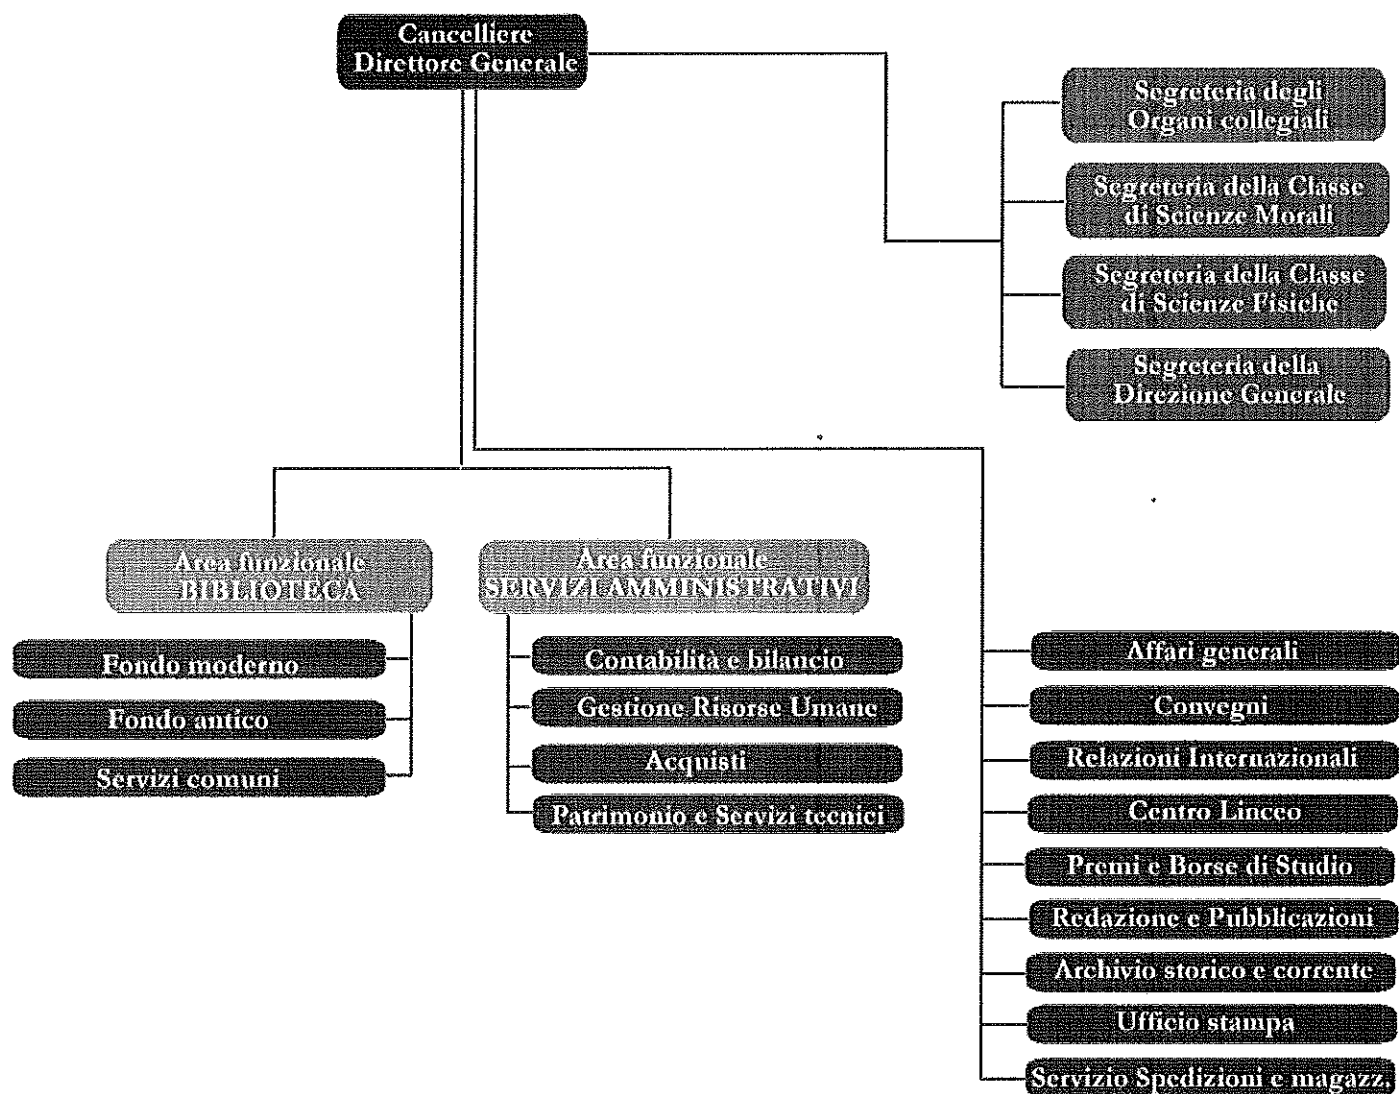 Cancelliere
Direttore Generale
Segreteria degli
Organi collegiali
Segreteria della Classe
di Scienze Morali
Segreteria della Classe
di Scienze Fisiche
Segreteria della
Direzione Generale
Area funzionale
BIBLIOTECA
Fondo moderno
Fondo antico
Servizi comuni
Area funzionale
SERVIZI AMMINISTRATIVI
Contabilità e bilancio
Gestione Risorse Umane
Acquisti
Patrimonio e Servizi tecnici
Affari generali
Convegni
Relazioni Internazionali
Centro Linceo
Premi e Borse di Studio
Redazione e Pubblicazioni
Archivio storico e corrente
Ufficio stampa
Servizio Spedizioni e magazz.